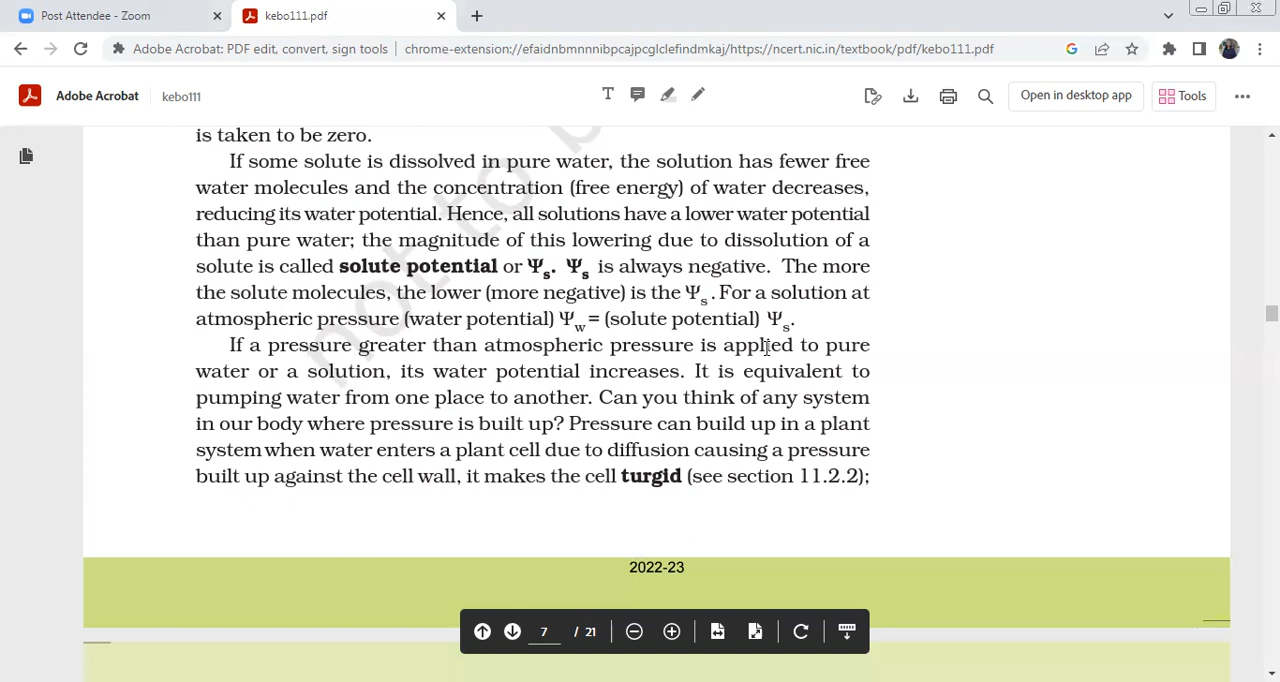 Post Attendee - Zoom
kebo111.pdf
Adobe Acrobat: PDF edit, convert, sign tools | chrome-extension://efaidnbmnnnibpcajpcglclefindmkaj/https://ncert.nic.in/textbook/pdf/kebo111.pdf
Adobe Acrobat kebo111
Open in desktop app
Tools
is taken to be zero.
If some solute is dissolved in pure water, the solution has fewer free
water molecules and the concentration (free energy) of water decreases,
reducing its water potential. Hence, all solutions have a lower water potential
than pure water; the magnitude of this lowering due to dissolution of a
solute is called solute potential or Ψs. Ψs is always negative. The more
the solute molecules, the lower (more negative) is the Ψs. For a solution at
atmospheric pressure (water potential) Ψw = (solute potential) Ψs.
If a pressure greater than atmospheric pressure is applied to pure
water or a solution, its water potential increases. It is equivalent to
pumping water from one place to another. Can you think of any system
in our body where pressure is built up? Pressure can build up in a plant
system when water enters a plant cell due to diffusion causing a pressure
built up against the cell wall, it makes the cell turgid (see section 11.2.2);
not to b
2022-23
7 / 21